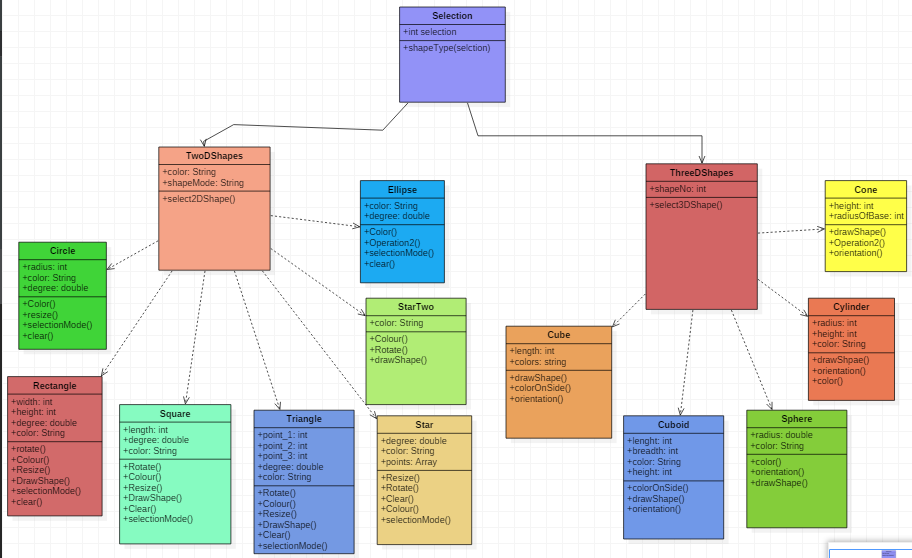 Selection
+int selection
+shapeType(selction)
TwoDShapes
+color: String
+shapeMode: String
+select2DShape()
ThreeDShapes
+shapeNo: int
+select3DShape()
Ellipse
+color: String
+degree: double
+Color()
+Operation2()
+selectionMode()
+clear()
Cone
+height: int
+radiusOfBase: int
+drawShape()
+Operation2()
+orientation()
Circle
+radius: int
+color: String
+degree: double
+Color()
+resize()
+selectionMode()
+clear()
StarTwo
+color: String
+Colour()
+Rotate()
+drawShape()
Cube
+length: int
+colors: string
+drawShape()
+colorOnSide()
+orientation()
Cylinder
+radius: int
+height: int
+color: String
+drawShpae()
+orientation()
+color()
Rectangle
+width: int
+height: int
+degree: double
+color: String
+rotate()
+Colour()
+Resize()
+DrawShape()
+selectionMode()
+clear()
Square
+length: int
+degree: double
+color: String
+Rotate()
+Colour()
+Resize()
+DrawShape()
+Clear()
+selectionMode()
Triangle
+point_1: int
+point_2: int
+point_3: int
+degree: double
+color: String
+Rotate()
+Colour()
+Resize()
+DrawShape()
+Clear()
+selectionMode()
Star
+degree: double
+color: String
+points: Array
+Resize()
+Rotate()
+Clear()
+Colour()
+selectionMode()
Cuboid
+lenght: int
+breadth: int
+color: String
+height: int
+colorOnSide()
+drawShape()
+orientation()
Sphere
+radius: double
+color: String
+color()
+orientation()
+drawShape()